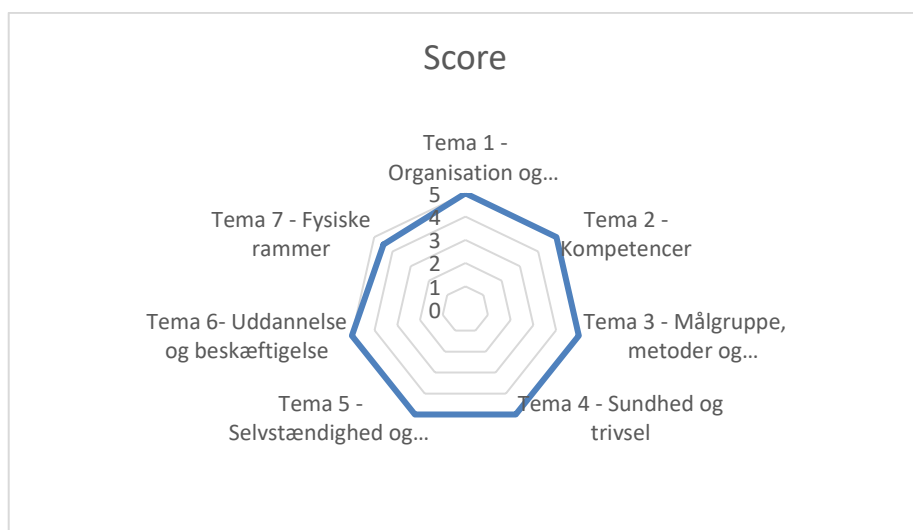 Score
Tema 1 -
Organisation og...
Tema 2 -
Kompetencer
Tema 3 - Målgruppe,
metoder og...
Tema 4 - Sundhed og
trivsel
Tema 5 -
Selvstændighed og...
Tema 6- Uddannelse
og beskæftigelse
Tema 7 - Fysiske
rammer
5
4
3
2
1
0